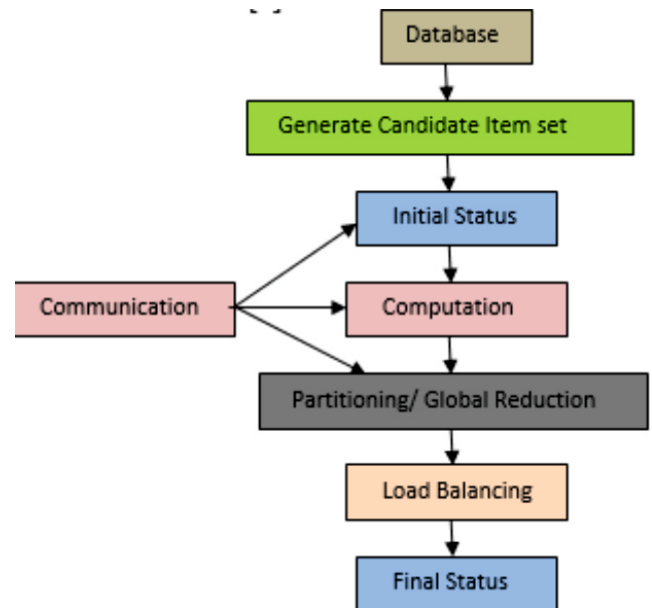 Database
Generate Candidate Item set
Initial Status
Communication
Computation
Partitioning/ Global Reduction
Load Balancing
Final Status